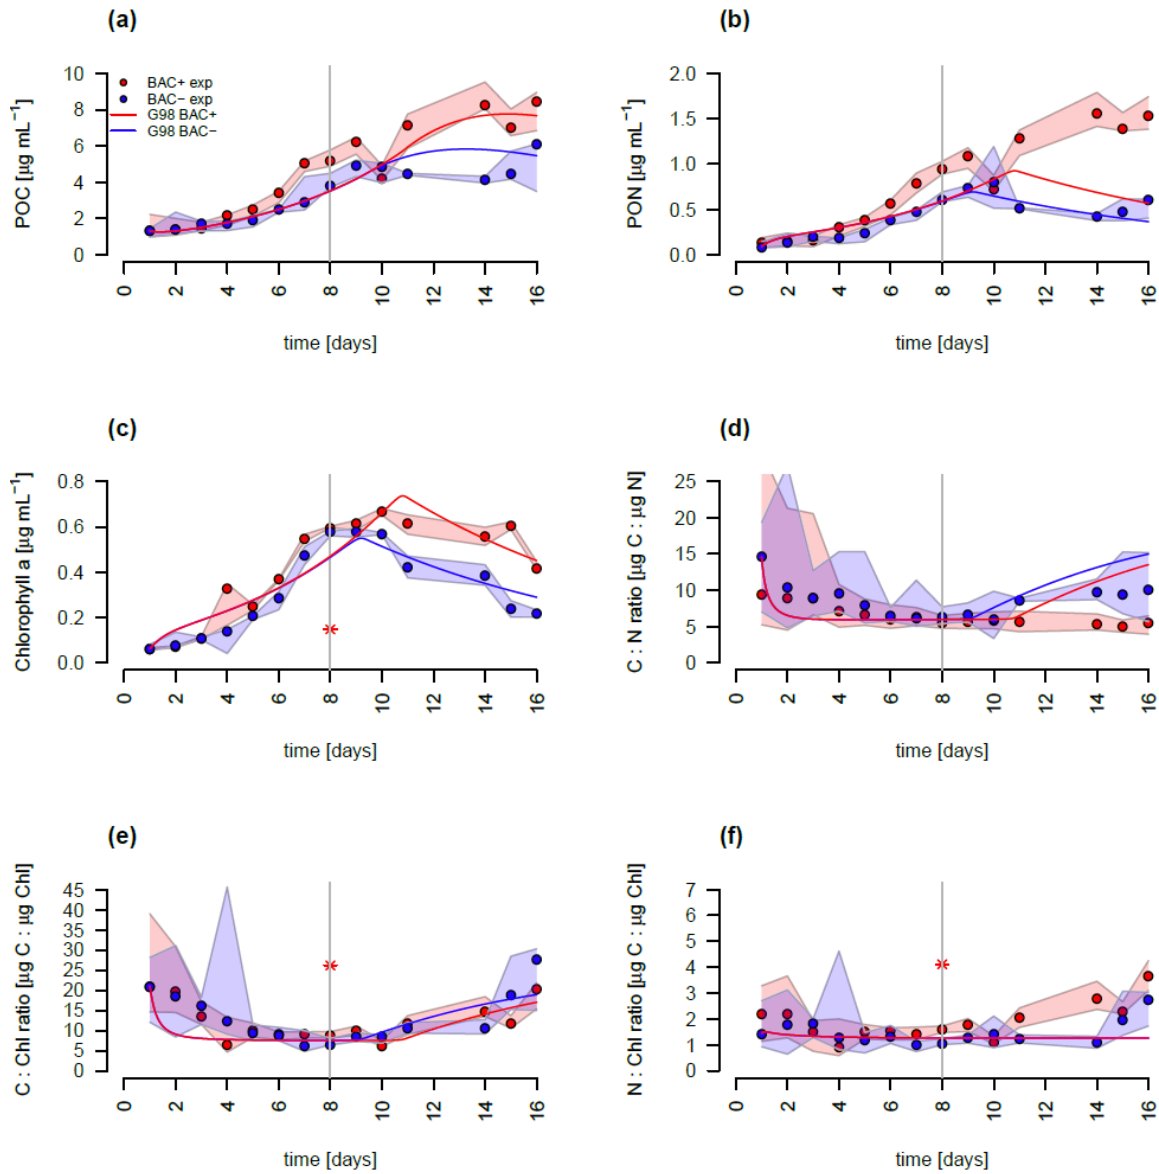 (a)
POC [µg mL−1]
10
8
6
4
2
0
BAC+ exp
BAC− exp
G98 BAC+
G98 BAC−
0 2 4 6 8 10 14 16
time [days]
(b)
PON [µg mL−1]
2.0
1.5
1.0
0.5
0.0
0 2 4 6 8 10 14 16
time [days]
(c)
Chlorophyll a [µg mL−1]
0.8
0.6
0.4
0.2
0.0
0 2 4 6 8 10 14 16
time [days]
(d)
C : N ratio [µg C : µg N]
25
20
15
10
5
0
0 2 4 6 8 10 14 16
time [days]
(e)
C : Chl ratio [µg C : µg Chl]
45
40
35
30
25
20
15
10
5
0
0 2 4 6 8 10 14 16
time [days]
(f)
N : Chl ratio [µg C : µg Chl]
7
6
5
4
3
2
1
0
0 2 4 6 8 10 14 16
time [days]